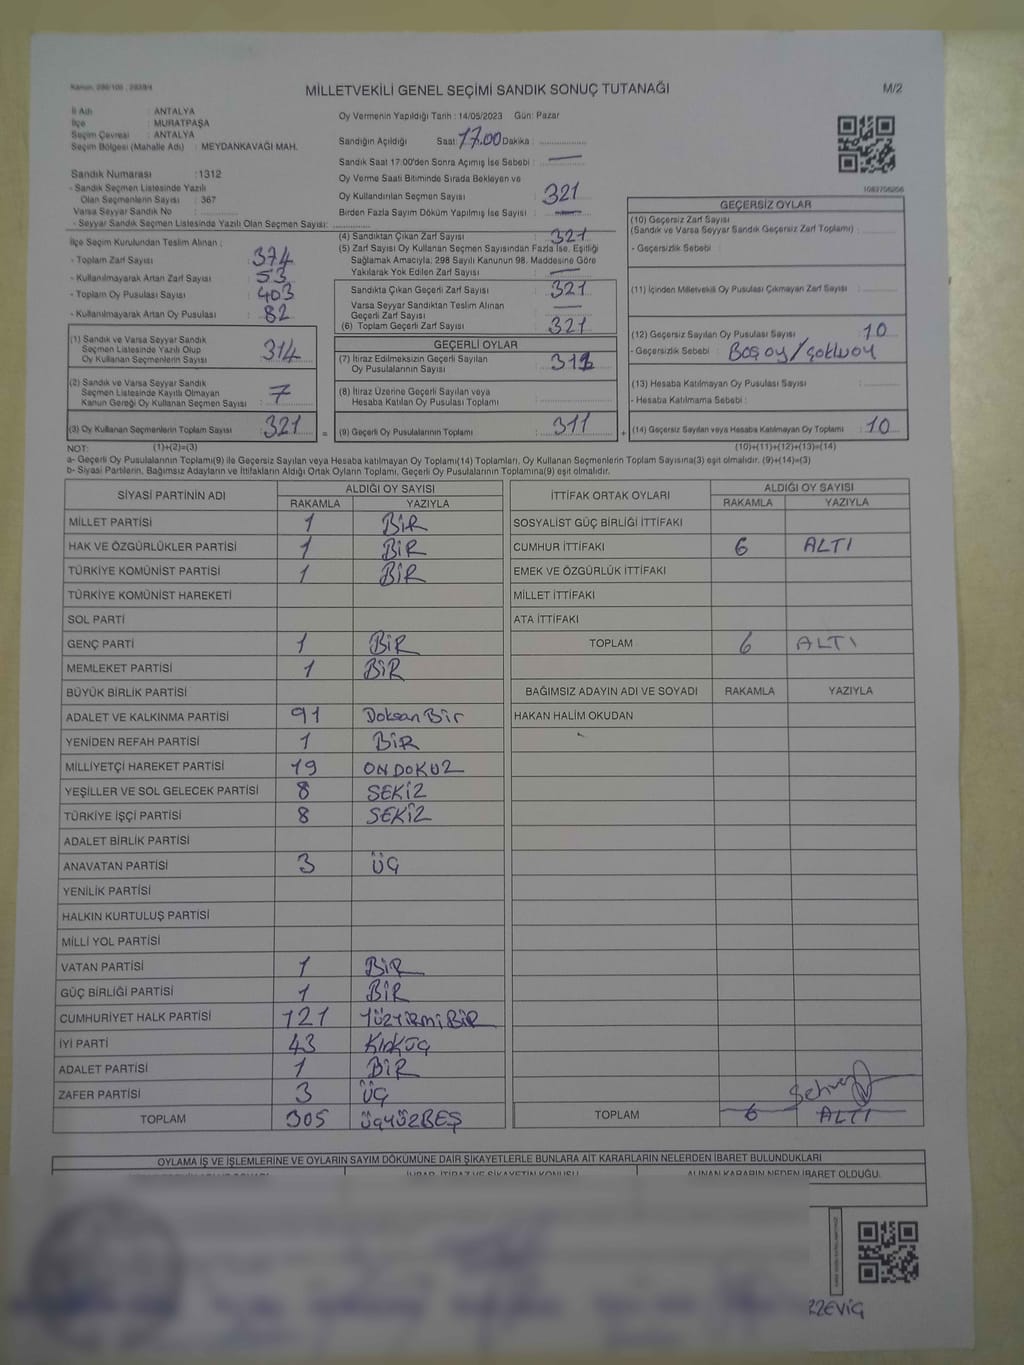 MİLLETVEKİLİ GENEL SEÇİMİ SANDIK SONUÇ TUTANAĞI
M/2
İl Adı : ANTALYA
İlçe : MURATPAŞA
Seçim Çevresi : ANTALYA
Seçim Bölgesi (Mahalle Adı) : MEYDANKAVAĞI MAH.
Sandık Numarası :1312
- Sandık Seçmen Listesinde Yazılı
Olan Seçmenlerin Sayısı : 367
Varsa Seyyar Sandık No
- Seyyar Sandık Seçmen Listesinde Yazılı Olan Seçmen Sayısı:
Oy Vermenin Yapıldığı Tarih : 14/05/2023 Gün: Pazar
Sandığın Açıldığı Saat: 17.00 Dakika :
Sandık Saat 17:00'den Sonra Açımış İse Sebebi : —
Oy Verme Saati Bitiminde Sırada Bekleyen ve
Oy Kullandırılan Seçmen Sayısı : 321
Birden Fazla Sayım Döküm Yapılmış İse Sayısı : —
1082756206
İlçe Seçim Kurulundan Teslim Alınan :
- Toplam Zarf Sayısı : 374
- Kullanılmayarak Artan Zarf Sayısı : 53
- Toplam Oy Pusulası Sayısı : 403
- Kullanılmayarak Artan Oy Pusulası : 82
(1) Sandık ve Varsa Seyyar Sandık
Seçmen Listesinde Yazılı Olup
Oy Kullanan Seçmenlerin Sayısı : 314
(2) Sandık ve Varsa Seyyar Sandık
Seçmen Listesinde Kayıtlı Olmayan
Kanun Gereği Oy Kullanan Seçmen Sayısı : 7
(3) Oy Kullanan Seçmenlerin Toplam Sayısı : 321 =
(4) Sandıktan Çıkan Zarf Sayısı : 321
(5) Zarf Sayısı Oy Kullanan Seçmen Sayısından Fazla İse, Eşitliği
Sağlamak Amacıyla; 298 Sayılı Kanunun 98. Maddesine Göre
Yakılarak Yok Edilen Zarf Sayısı : —
Sandıkta Çıkan Geçerli Zarf Sayısı : 321
Varsa Seyyar Sandıktan Teslim Alınan
Geçerli Zarf Sayısı : —
(6) Toplam Geçerli Zarf Sayısı : 321
GEÇERLİ OYLAR
(7) İtiraz Edilmeksizin Geçerli Sayılan
Oy Pusulalarının Sayısı : 311
(8) İtiraz Üzerine Geçerli Sayılan veya
Hesaba Katılan Oy Pusulası Toplamı :
(9) Geçerli Oy Pusulalarının Toplamı : 311 +
GEÇERSİZ OYLAR
(10) Geçersiz Zarf Sayısı
(Sandık ve Varsa Seyyar Sandık Geçersiz Zarf Toplamı) :
- Geçersizlik Sebebi :
(11) İçinden Milletvekili Oy Pusulası Çıkmayan Zarf Sayısı :
(12) Geçersiz Sayılan Oy Pusulası Sayısı : 10
- Geçersizlik Sebebi : Boş oy/
(13) Hesaba Katılmayan Oy Pusulası Sayısı :
- Hesaba Katılmama Sebebi :
(14) Geçersiz Sayılan veya Hesaba Katılmayan Oy Toplamı : 10
NOT: (1)+(2)=(3)
(10)+(11)+(12)+(13)=(14)
a- Geçerli Oy Pusulalarının Toplamı(9) ile Geçersiz Sayılan veya Hesaba katılmayan Oy Toplamı(14) Toplamları, Oy Kullanan Seçmenlerin Toplam Sayısına(3) eşit olmalıdır. (9)+(14)=(3)
b- Siyasi Partilerin, Bağımsız Adayların ve İttifakların Aldığı Ortak Oyların Toplamı, Geçerli Oy Pusulalarının Toplamına(9) eşit olmalıdır.
SİYASİ PARTİNİN ADI
ALDIĞI OY SAYISI
RAKAMLA YAZIYLA
MİLLET PARTİSİ 1 BİR
HAK VE ÖZGÜRLÜKLER PARTİSİ 1 BİR
TÜRKİYE KOMÜNİST PARTİSİ 1 BİR
TÜRKİYE KOMÜNİST HAREKETİ
SOL PARTİ
GENÇ PARTİ 1 BİR
MEMLEKET PARTİSİ 1 BİR
BÜYÜK BİRLİK PARTİSİ
ADALET VE KALKINMA PARTİSİ 91 Doksan Bir
YENİDEN REFAH PARTİSİ 1 BİR
MİLLİYETÇİ HAREKET PARTİSİ 19 ONDOKUZ
YEŞİLLER VE SOL GELECEK PARTİSİ 8 SEKİZ
TÜRKİYE İŞÇİ PARTİSİ 8 SEKİZ
ADALET BİRLİK PARTİSİ
ANAVATAN PARTİSİ 3 ÜÇ
YENİLİK PARTİSİ
HALKIN KURTULUŞ PARTİSİ
MİLLİ YOL PARTİSİ
VATAN PARTİSİ 1 BİR
GÜÇ BİRLİĞİ PARTİSİ 1 BİR
CUMHURİYET HALK PARTİSİ 121 YÜZYİRMİBİR
İYİ PARTİ 43 KIRKÜÇ
ADALET PARTİSİ 1 BİR
ZAFER PARTİSİ 3 ÜÇ
TOPLAM 305 ÜÇYÜZBEŞ
İTTİFAK ORTAK OYLARI
ALDIĞI OY SAYISI
RAKAMLA YAZIYLA
SOSYALİST GÜÇ BİRLİĞİ İTTİFAKI
CUMHUR İTTİFAKI 6 ALTI
EMEK VE ÖZGÜRLÜK İTTİFAKI
MİLLET İTTİFAKI
ATA İTTİFAKI
TOPLAM 6 ALTI
BAĞIMSIZ ADAYIN ADI VE SOYADI RAKAMLA YAZIYLA
HAKAN HALİM OKUDAN
TOPLAM 6 ALTI
OYLAMA İŞ VE İŞLEMLERİNE VE OYLARIN SAYIM DÖKÜMÜNE DAİR ŞİKAYETLERLE BUNLARA AİT KARARLARIN NELERDEN İBARET BULUNDUKLARI
İHBAR, İTİRAZ VE ŞİKAYETİN KONUSU
ALINAN KARARIN NEDEN İBARET OLDUĞU